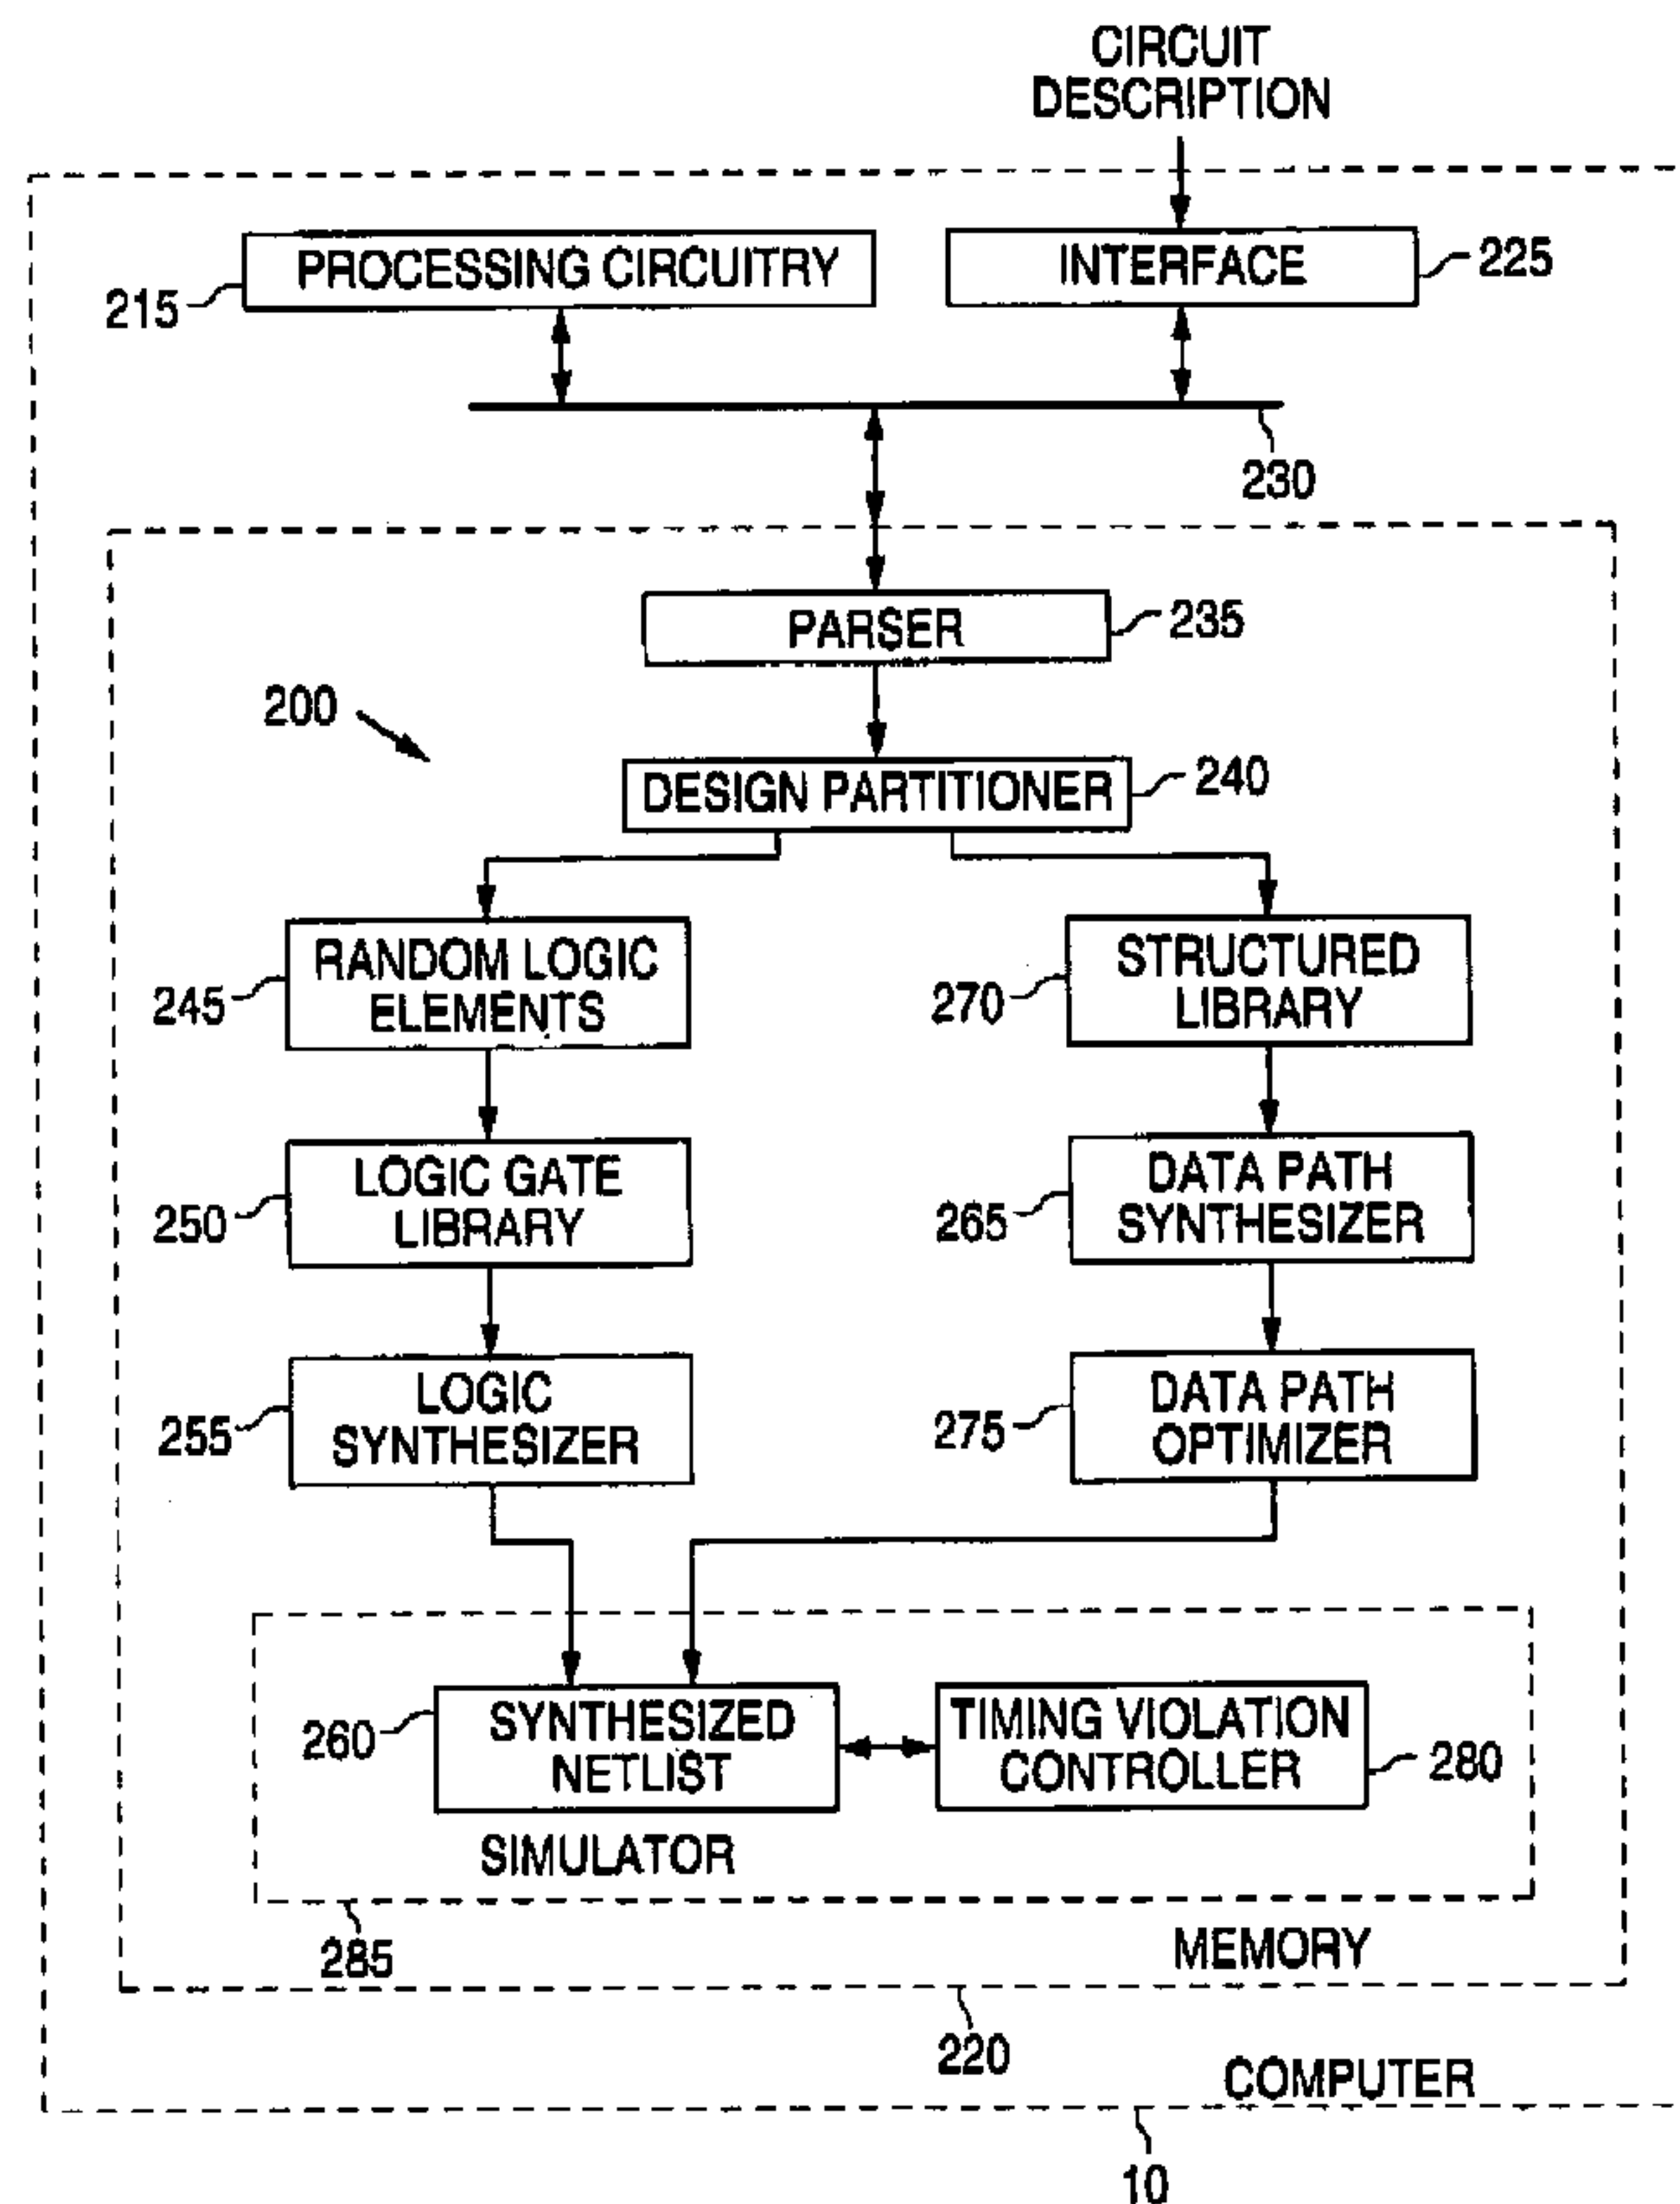 CIRCUIT
DESCRIPTION
PROCESSING CIRCUITRY
215
INTERFACE
225
230
PARSER
235
200
DESIGN PARTITIONER
240
RANDOM LOGIC
ELEMENTS
245
STRUCTURED
LIBRARY
270
LOGIC GATE
LIBRARY
250
DATA PATH
SYNTHESIZER
265
LOGIC
SYNTHESIZER
255
DATA PATH
OPTIMIZER
275
SYNTHESIZED
NETLIST
260
TIMING VIOLATION
CONTROLLER
280
SIMULATOR
285
MEMORY
220
COMPUTER
10